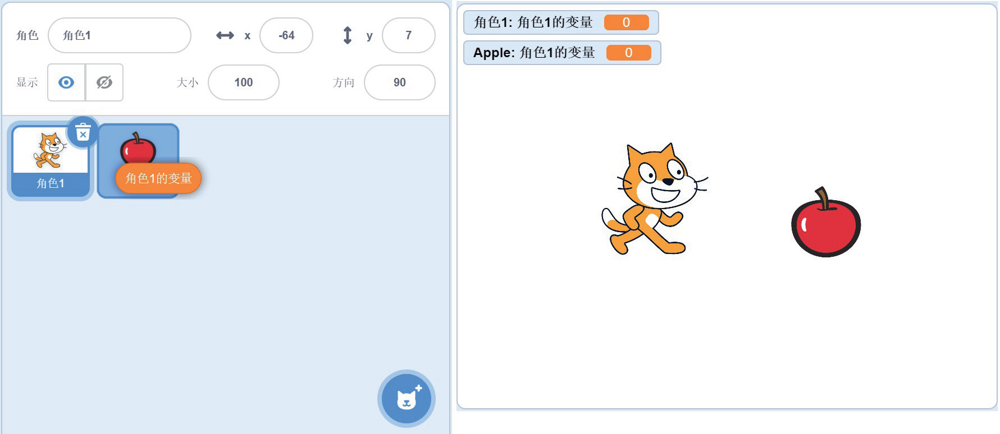 角色 角色1 x -64 y 7
显示 大小 100 方向 90
角色1
角色1的变量
角色1: 角色1的变量 0
Apple: 角色1的变量 0